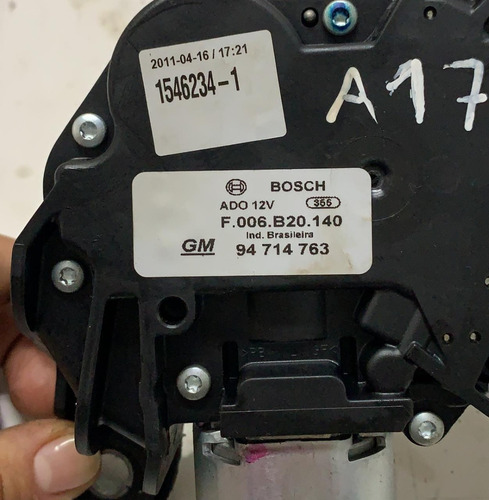 2011-04-16 / 17:21
1546234-1
A17
BOSCH
ADO 12V 366
F.006.B20.140
Ind. Brasileira
GM 94 714 763